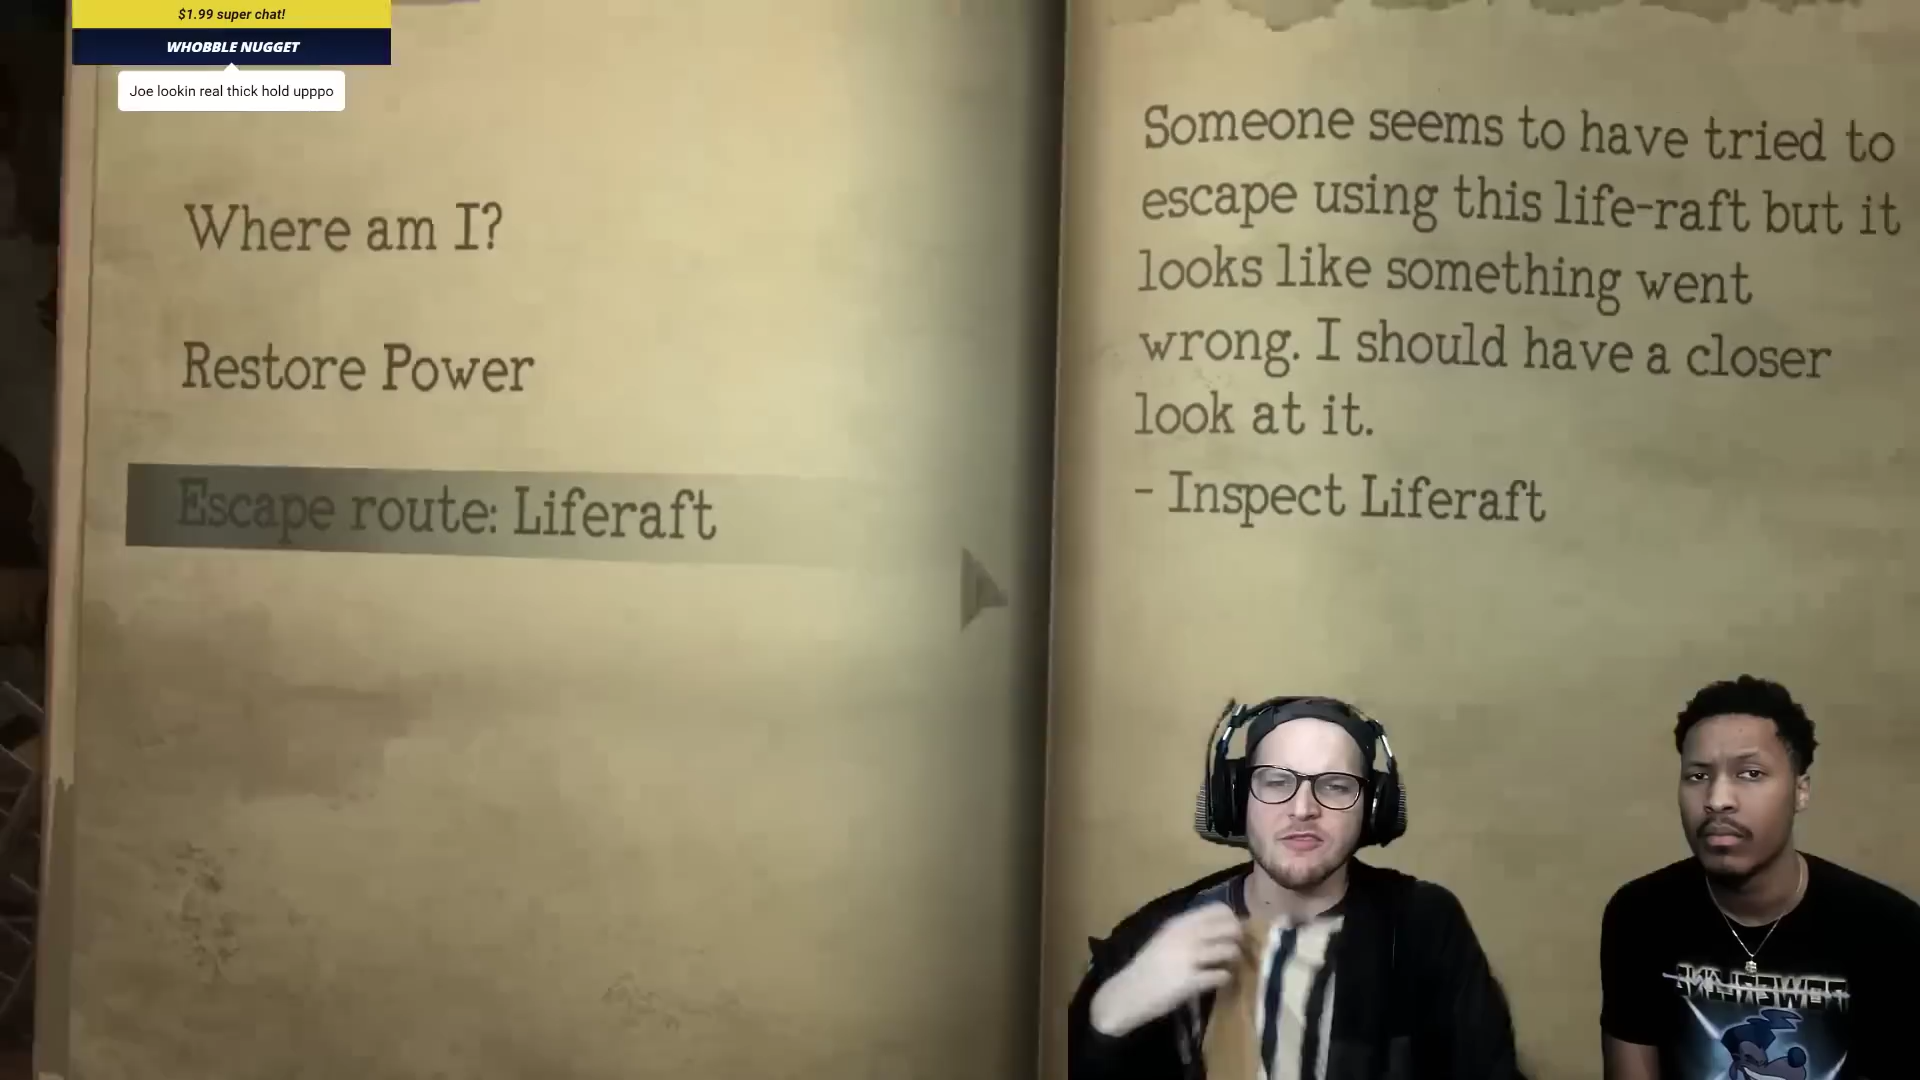 $1.99 super chat!
WHOBBLE NUGGET
Joe lookin real thick hold upppo
Where am I?
Restore Power
Escape route: Liferaft
Someone seems to have tried to
escape using this life-raft but it
looks like something went
wrong. I should have a closer
look at it.
- Inspect Liferaft
POWERLINE